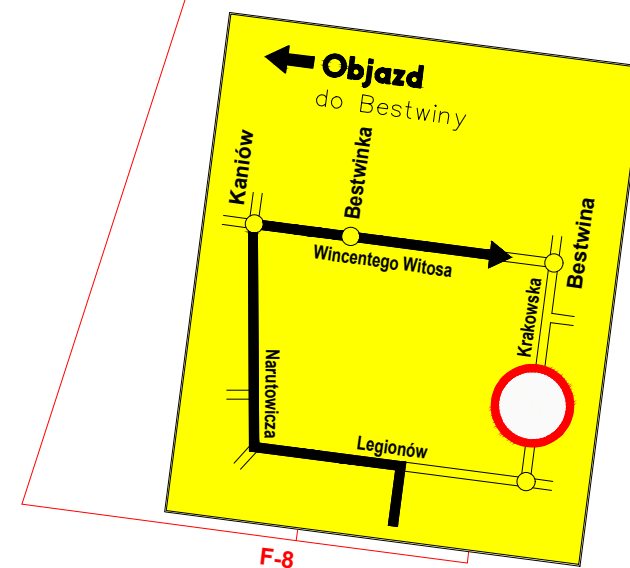 Objazd
do Bestwiny
Kaniów
Bestwinka
Bestwina
Wincentego Witosa
Krakowska
Narutowicza
Legionów
F-8